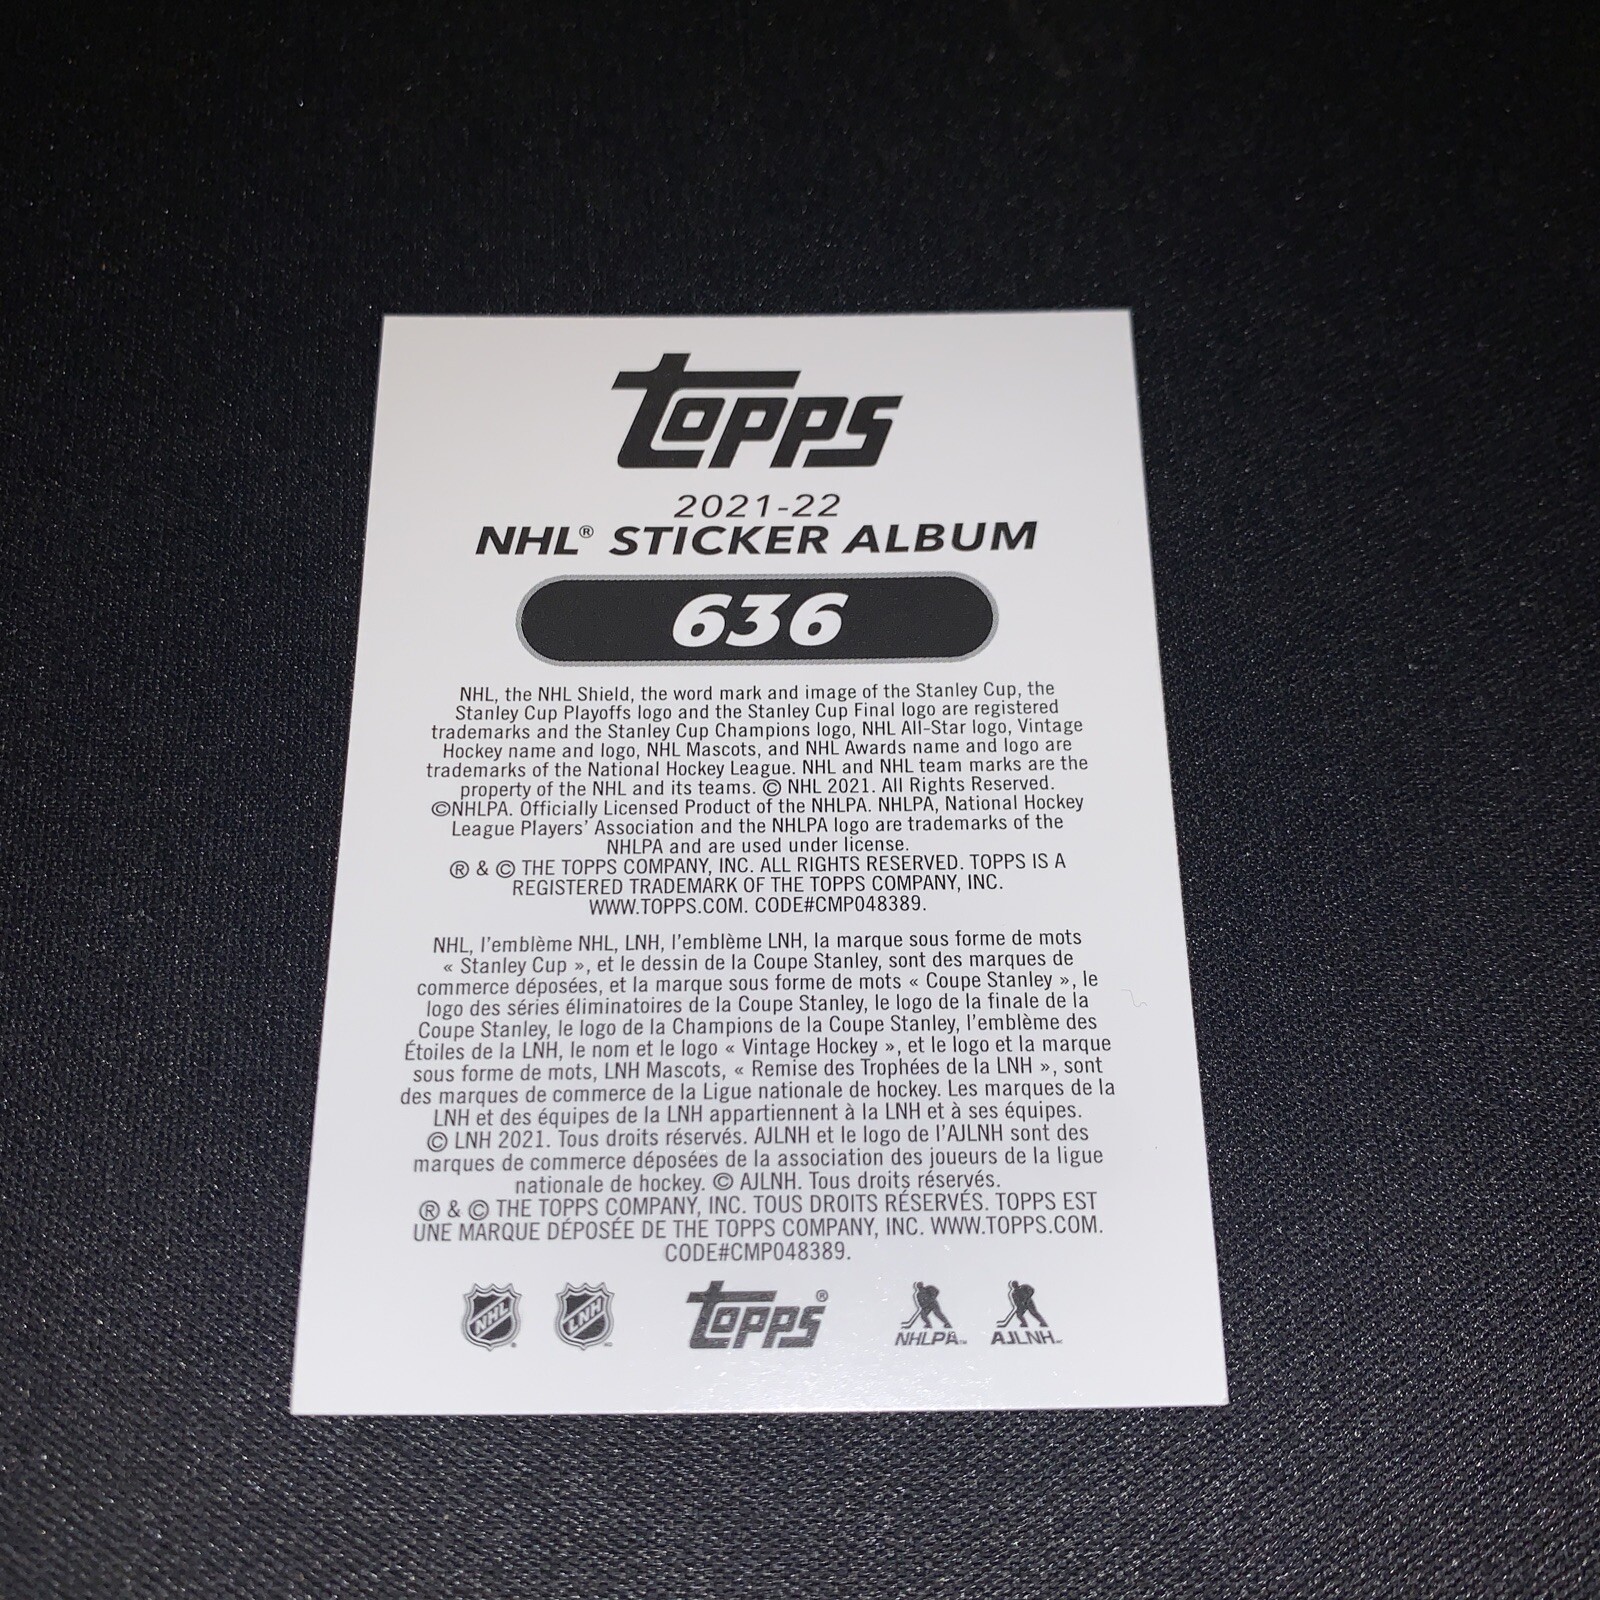 topps
2021-22
NHL® STICKER ALBUM
636
NHL, the NHL Shield, the word mark and image of the Stanley Cup, the
Stanley Cup Playoffs logo and the Stanley Cup Final logo are registered
trademarks and the Stanley Cup Champions logo, NHL All-Star logo, Vintage
Hockey name and logo, NHL Mascots, and NHL Awards name and logo are
trademarks of the National Hockey League. NHL and NHL team marks are the
property of the NHL and its teams. © NHL 2021. All Rights Reserved.
©NHLPA. Officially Licensed Product of the NHLPA. NHLPA, National Hockey
League Players' Association and the NHLPA logo are trademarks of the
NHLPA and are used under license.
® & © THE TOPPS COMPANY, INC. ALL RIGHTS RESERVED. TOPPS IS A
REGISTERED TRADEMARK OF THE TOPPS COMPANY, INC.
WWW.TOPPS.COM. CODE#CMP048389.
NHL, l'emblème NHL, LNH, l'emblème LNH, la marque sous forme de mots
« Stanley Cup », et le dessin de la Coupe Stanley, sont des marques de
commerce déposées, et la marque sous forme de mots « Coupe Stanley », le
logo des séries éliminatoires de la Coupe Stanley, le logo de la finale de la
Coupe Stanley, le logo de la Champions de la Coupe Stanley, l'emblème des
Étoiles de la LNH, le nom et le logo « Vintage Hockey », et le logo et la marque
sous forme de mots, LNH Mascots, « Remise des Trophées de la LNH », sont
des marques de commerce de la Ligue nationale de hockey. Les marques de la
LNH et des équipes de la LNH appartiennent à la LNH et à ses équipes.
© LNH 2021. Tous droits réservés. AJLNH et le logo de l'AJLNH sont des
marques de commerce déposées de la association des joueurs de la ligue
nationale de hockey. © AJLNH. Tous droits réservés.
® & © THE TOPPS COMPANY, INC. TOUS DROITS RÉSERVÉS. TOPPS EST
UNE MARQUE DÉPOSÉE DE THE TOPPS COMPANY, INC. WWW.TOPPS.COM.
CODE#CMP048389.
NHL® LNH topps® NHLPA™ AJLNH™